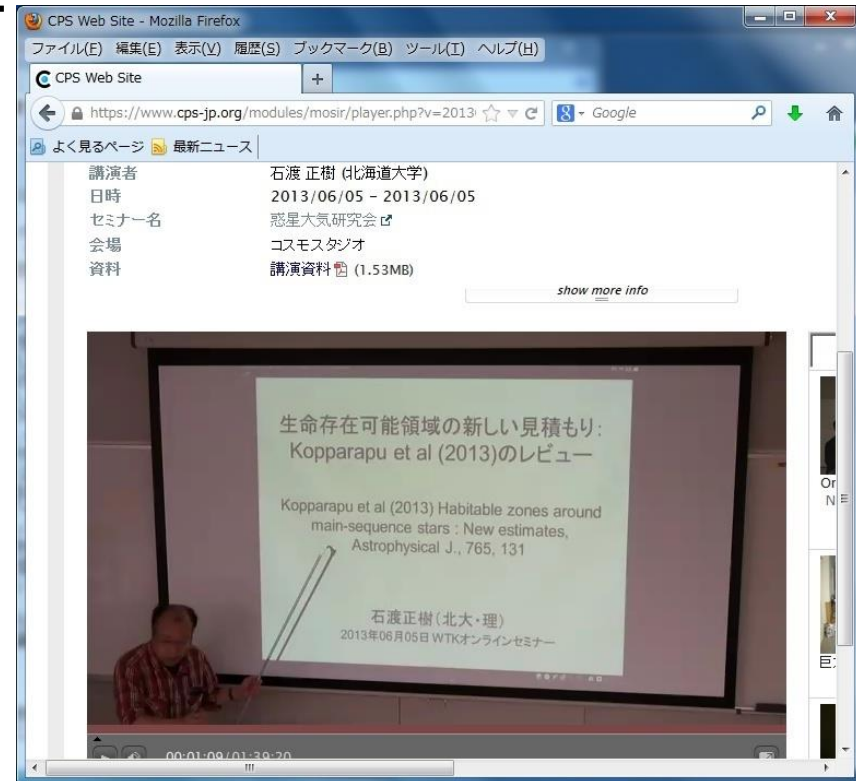 CPS Web Site - Mozilla Firefox
ファイル(F) 編集(E) 表示(V) 履歴(S) ブックマーク(B) ツール(T) ヘルプ(H)
CPS Web Site +
https://www.cps-jp.org/modules/mosir/player.php?v=2013 Google
よく見るページ 最新ニュース
講演者 石渡 正樹 (北海道大学)
日時 2013/06/05 - 2013/06/05
セミナー名 惑星大気研究会
会場 コスモスタジオ
資料 講演資料 (1.53MB)
show more info
生命存在可能領域の新しい見積もり:
Kopparapu et al (2013)のレビュー
Kopparapu et al (2013) Habitable zones around
main-sequence stars : New estimates,
Astrophysical J., 765, 131
石渡正樹(北大・理)
2013年06月05日 WTKオンラインセミナー
00:01:09/01:39:20
Or
N
巨